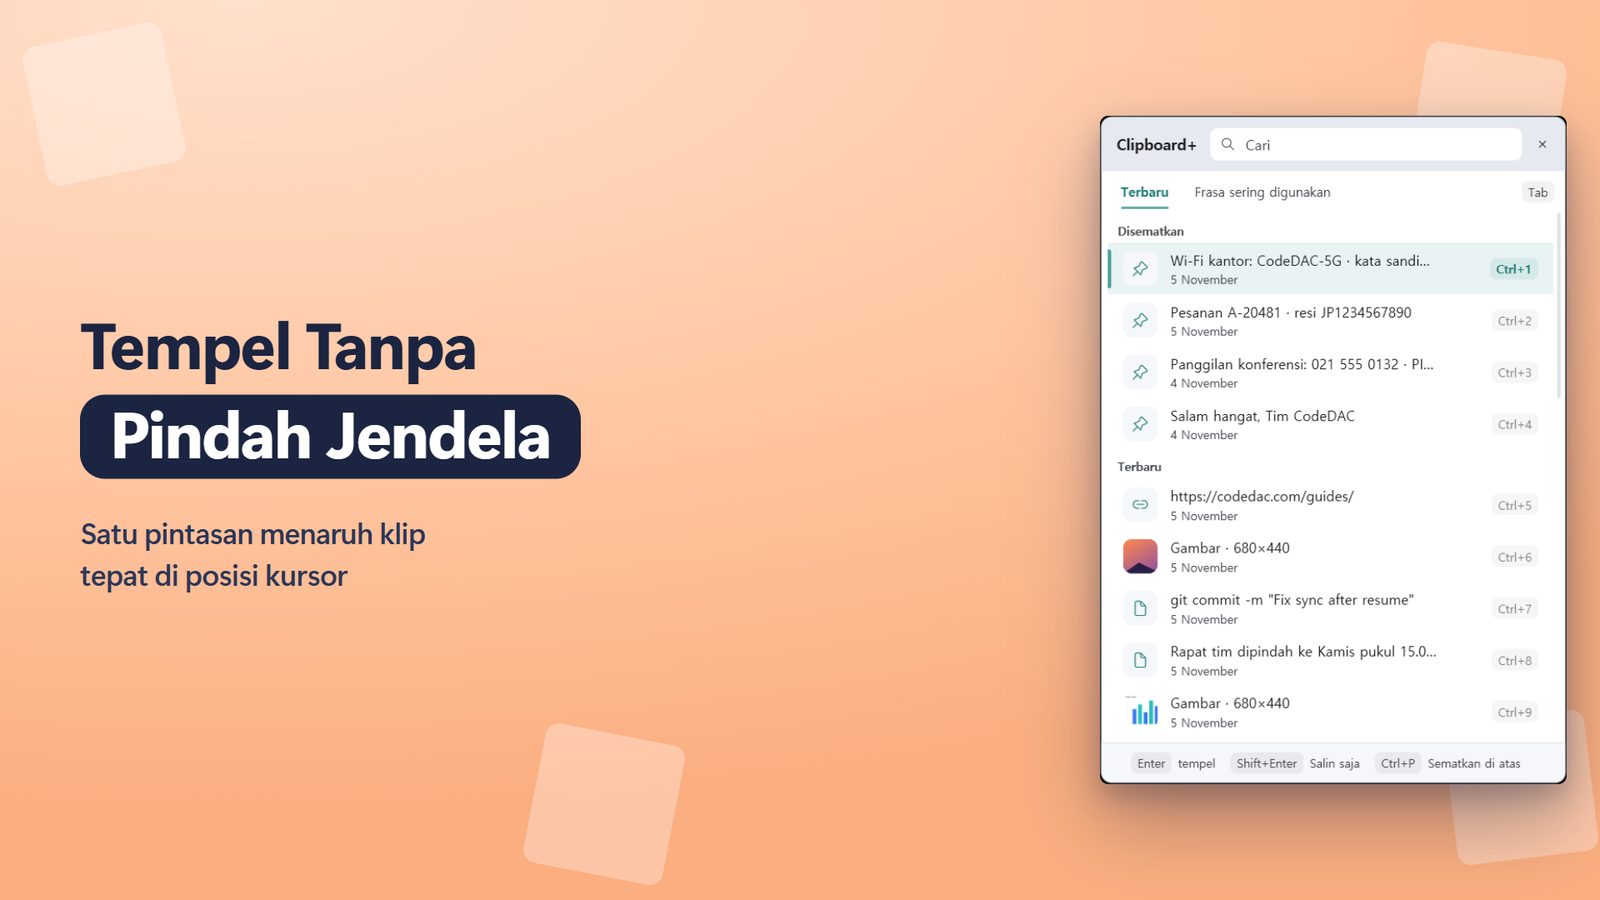 Tempel Tanpa
Pindah Jendela
Satu pintasan menaruh klip
tepat di posisi kursor
Clipboard+
Cari
×
Terbaru
Frasa sering digunakan
Tab
Disematkan
Wi-Fi kantor: CodeDAC-5G · kata sandi...
5 November
Ctrl+1
Pesanan A-20481 · resi JP1234567890
5 November
Ctrl+2
Panggilan konferensi: 021 555 0132 · PI...
4 November
Ctrl+3
Salam hangat, Tim CodeDAC
4 November
Ctrl+4
Terbaru
https://codedac.com/guides/
5 November
Ctrl+5
Gambar · 680×440
5 November
Ctrl+6
git commit -m "Fix sync after resume"
5 November
Ctrl+7
Rapat tim dipindah ke Kamis pukul 15.0...
5 November
Ctrl+8
Gambar · 680×440
5 November
Ctrl+9
Enter tempel Shift+Enter Salin saja Ctrl+P Sematkan di atas